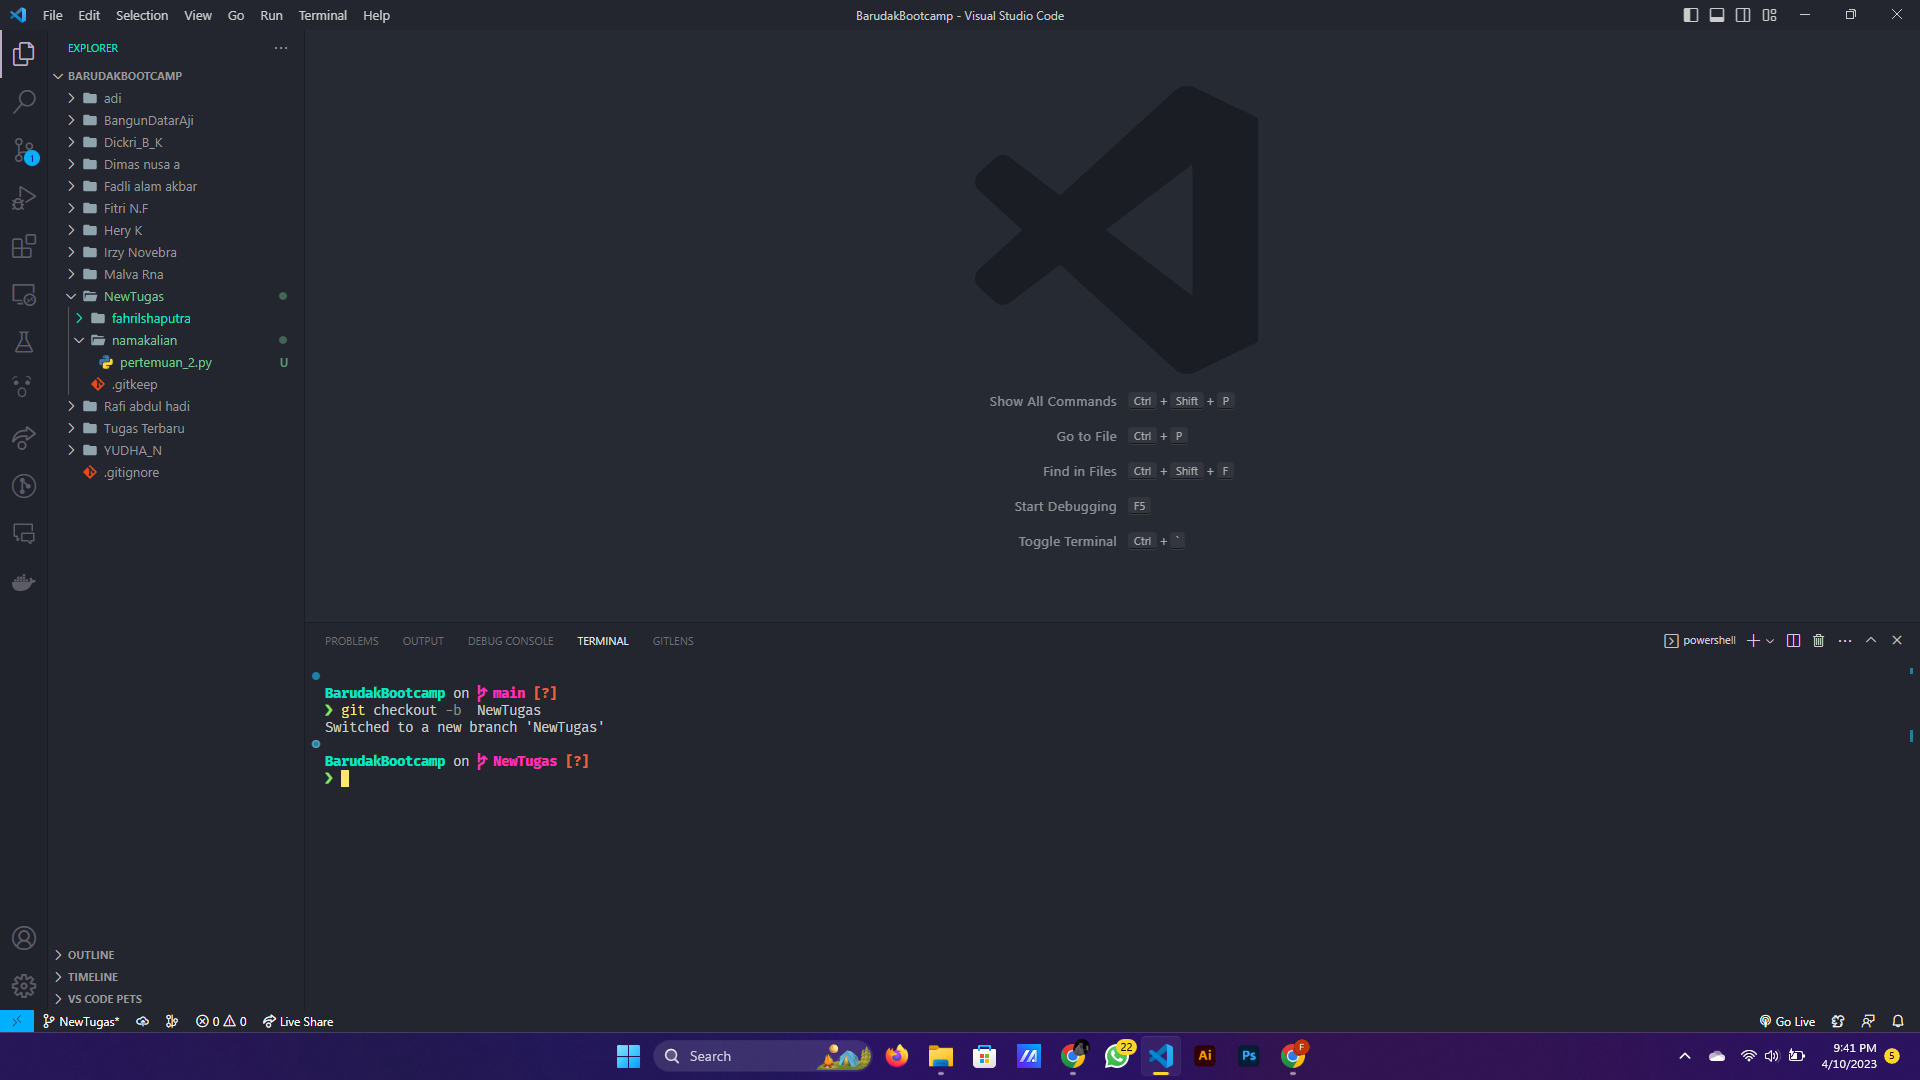 File Edit Selection View Go Run Terminal Help
BarudakBootcamp - Visual Studio Code
EXPLORER
BARUDAKBOOTCAMP
adi
BangunDatarAji
Dickri_B_K
Dimas nusa a
Fadli alam akbar
Fitri N.F
Hery K
Irzy Novebra
Malva Rna
NewTugas
fahrilshaputra
namakalian
pertemuan_2.py U
.gitkeep
Rafi abdul hadi
Tugas Terbaru
YUDHA_N
.gitignore
1
Show All Commands Ctrl + Shift + P
Go to File Ctrl + P
Find in Files Ctrl + Shift + F
Start Debugging F5
Toggle Terminal Ctrl + `
PROBLEMS OUTPUT DEBUG CONSOLE TERMINAL GITLENS
powershell
BarudakBootcamp on main [?]
❯ git checkout -b  NewTugas
Switched to a new branch 'NewTugas'
BarudakBootcamp on NewTugas [?]
❯
OUTLINE
TIMELINE
VS CODE PETS
NewTugas* 0 0 Live Share
Go Live
Search
22
Ai
Ps
F
9:41 PM
4/10/2023
5